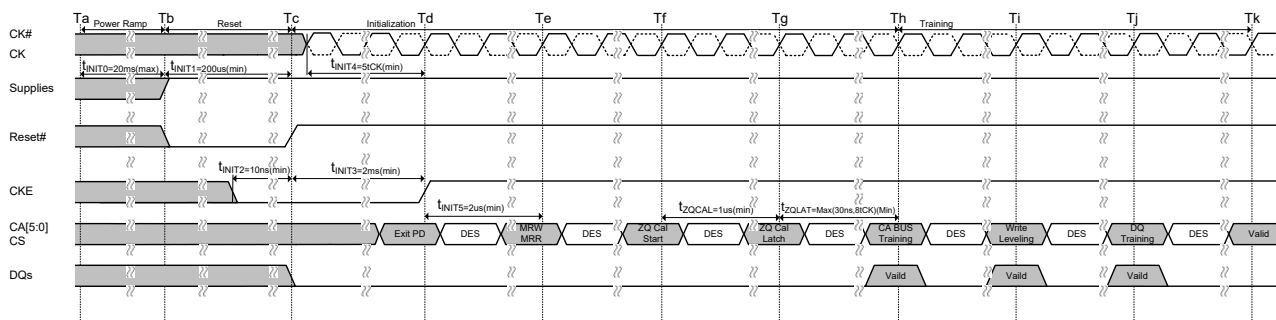 Ta Tb Tc Td Te Tf Tg Th Ti Tj Tk
Power Ramp Reset Initialization Training
CK#
CK
tINIT0=20ms(max) tINIT1=200us(min) tINIT4=5tCK(min)
Supplies
Reset#
tINIT2=10ns(min) tINIT3=2ms(min)
CKE
tINIT5=2us(min) tZQCAL=1us(min) tZQLAT=Max(30ns,8tCK)(Min)
CA[5:0]
CS
Exit PD DES MRW MRR DES ZQ Cal Start DES ZQ Cal Latch DES CA BUS Training DES Write Leveling DES DQ Training DES Valid
DQs Vaild Vaild Vaild